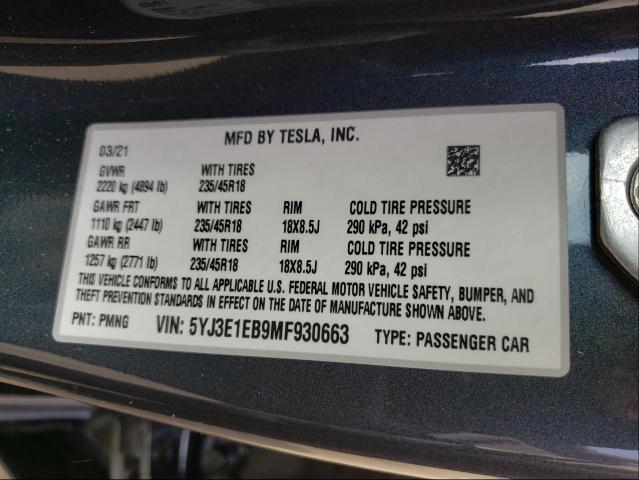 MFD BY TESLA, INC.
03/21
GVWR WITH TIRES
2220 kg (4894 lb) 235/45R18
GAWR FRT WITH TIRES RIM COLD TIRE PRESSURE
1110 kg (2447 lb) 235/45R18 18X8.5J 290 kPa, 42 psi
GAWR RR WITH TIRES RIM COLD TIRE PRESSURE
1257 kg (2771 lb) 235/45R18 18X8.5J 290 kPa, 42 psi
THIS VEHICLE CONFORMS TO ALL APPLICABLE U.S. FEDERAL MOTOR VEHICLE SAFETY, BUMPER, AND
THEFT PREVENTION STANDARDS IN EFFECT ON THE DATE OF MANUFACTURE SHOWN ABOVE.
PNT: PMNG VIN: 5YJ3E1EB9MF930663 TYPE: PASSENGER CAR